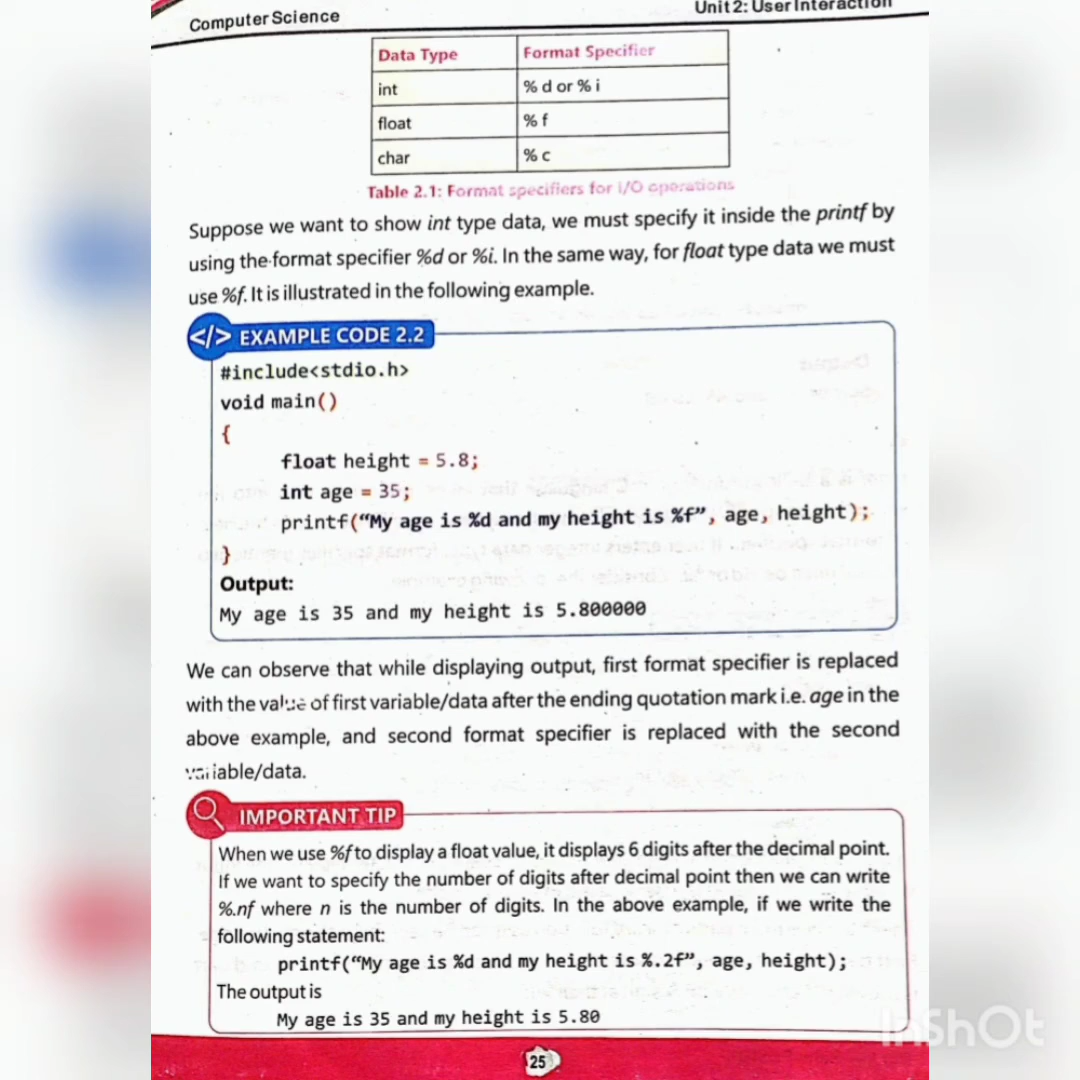 Computer Science
Unit 2: User Interaction
Data Type Format Specifier
int % d or % i
float % f
char % c
Table 2.1: Format specifiers for I/O operations
Suppose we want to show int type data, we must specify it inside the printf by
using the format specifier %d or %i. In the same way, for float type data we must
use %f. It is illustrated in the following example.
</> EXAMPLE CODE 2.2
#include<stdio.h>
void main()
{
float height = 5.8;
int age = 35;
printf(“My age is %d and my height is %f”, age, height);
}
Output:
My age is 35 and my height is 5.800000
We can observe that while displaying output, first format specifier is replaced
with the value of first variable/data after the ending quotation mark i.e. age in the
above example, and second format specifier is replaced with the second
variable/data.
IMPORTANT TIP
When we use %f to display a float value, it displays 6 digits after the decimal point.
If we want to specify the number of digits after decimal point then we can write
%.nf where n is the number of digits. In the above example, if we write the
following statement:
printf(“My age is %d and my height is %.2f”, age, height);
The output is
My age is 35 and my height is 5.80
InShOt
25